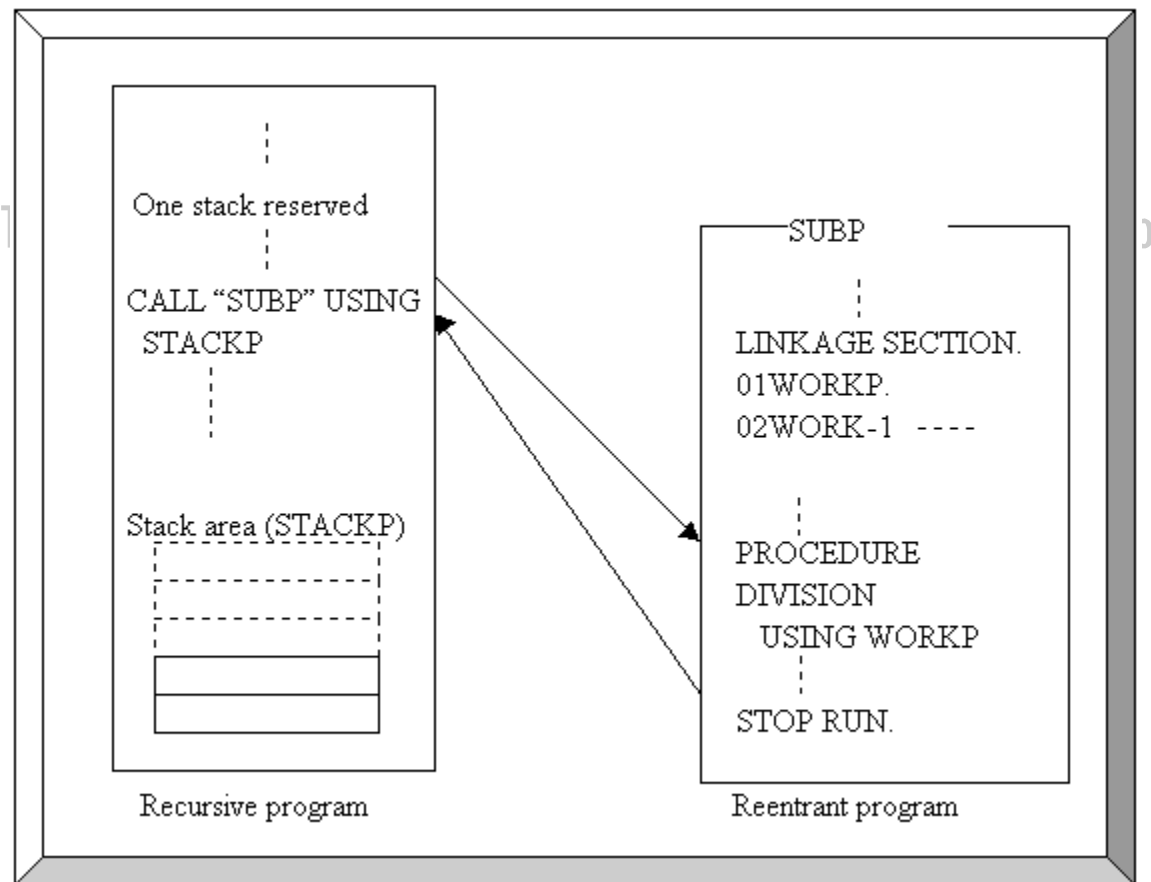 One stack reserved
CALL “SUBP” USING
STACKP
Stack area (STACKP)
Recursive program
SUBP
LINKAGE SECTION.
01WORKP.
02WORK-1 ----
PROCEDURE
DIVISION
USING WORKP
STOP RUN.
Reentrant program